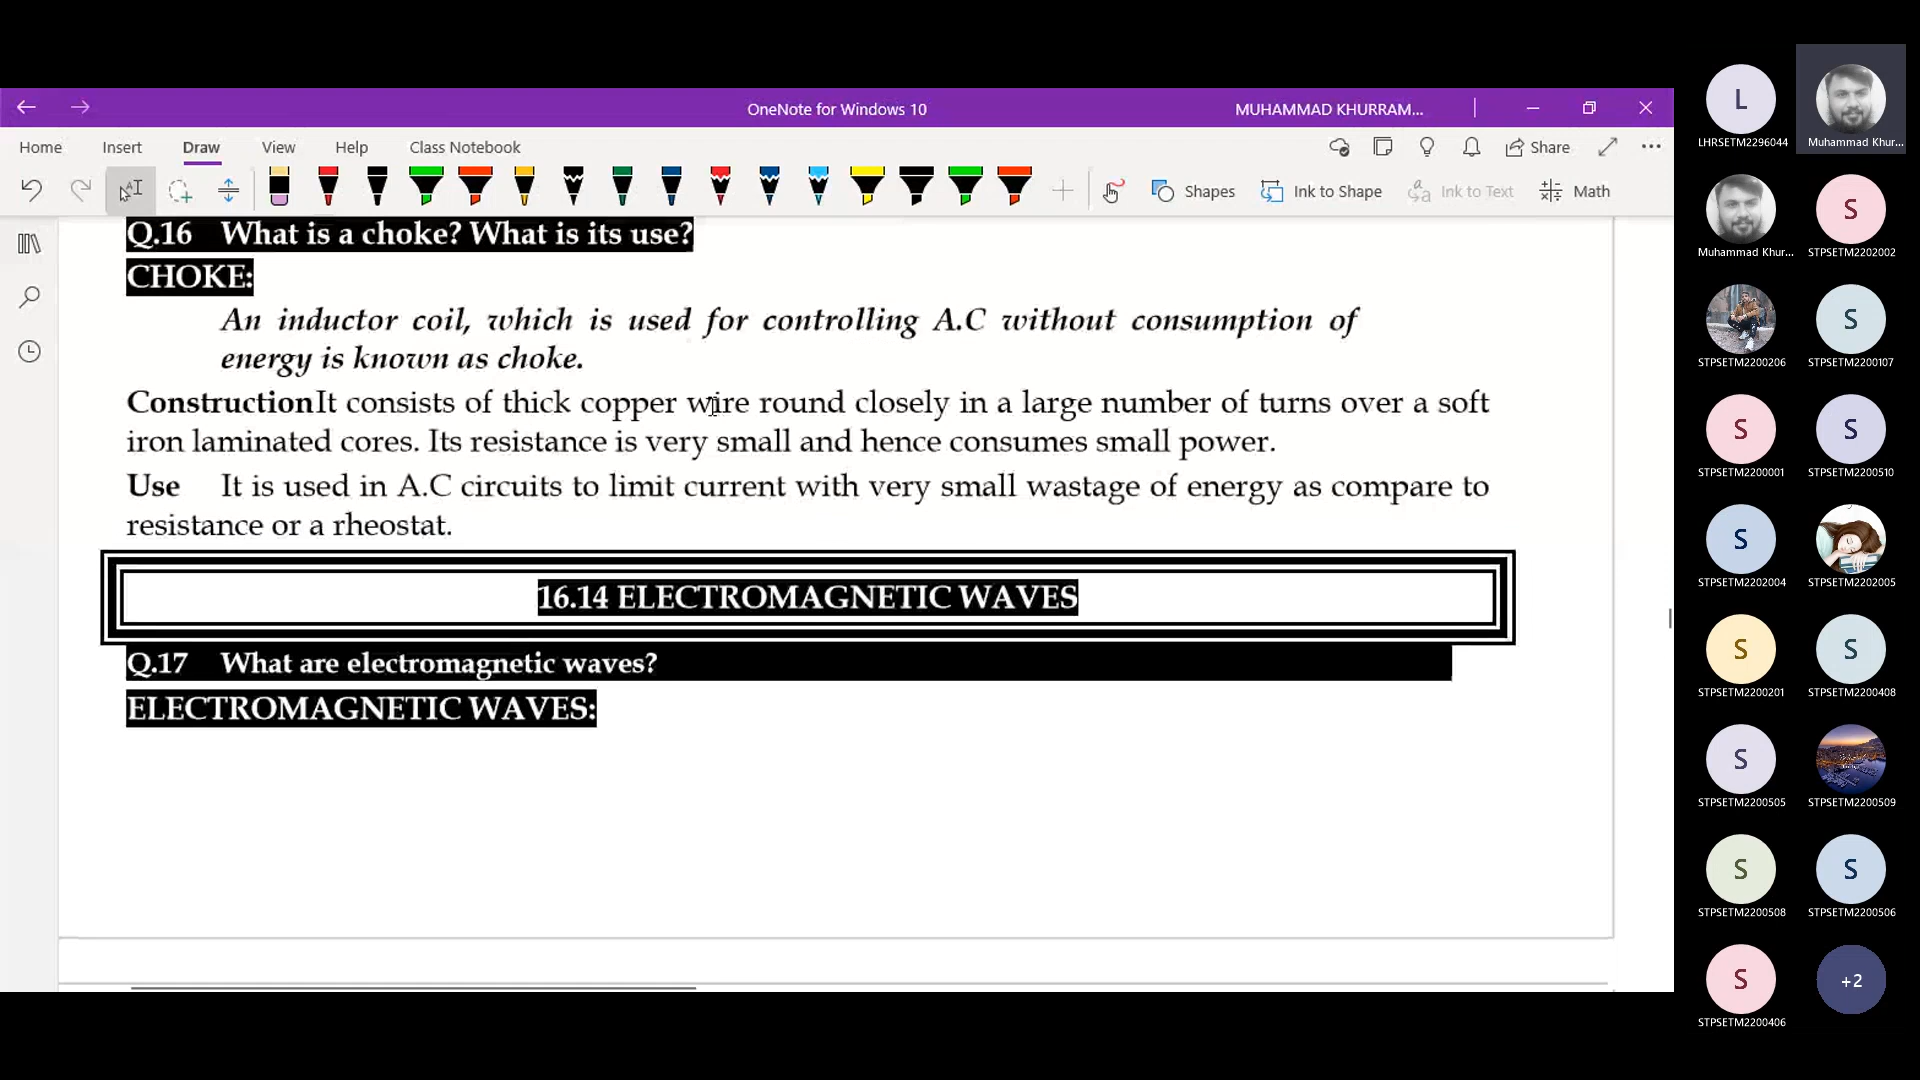 OneNote for Windows 10
MUHAMMAD KHURRAM...
Home Insert Draw View Help Class Notebook
Share
Shapes Ink to Shape Ink to Text Math
Q.16 What is a choke? What is its use?
CHOKE:
An inductor coil, which is used for controlling A.C without consumption of
energy is known as choke.
ConstructionIt consists of thick copper wire round closely in a large number of turns over a soft
iron laminated cores. Its resistance is very small and hence consumes small power.
Use It is used in A.C circuits to limit current with very small wastage of energy as compare to
resistance or a rheostat.
16.14 ELECTROMAGNETIC WAVES
Q.17 What are electromagnetic waves?
ELECTROMAGNETIC WAVES:
L
LHRSETM2296044 Muhammad Khur...
S
Muhammad Khur... STPSETM2202002
S
STPSETM2200206 STPSETM2200107
S S
STPSETM2200001 STPSETM2200510
S
STPSETM2202004 STPSETM2202005
S S
STPSETM2200201 STPSETM2200408
S
STPSETM2200505 STPSETM2200509
S S
STPSETM2200508 STPSETM2200506
S +2
STPSETM2200406